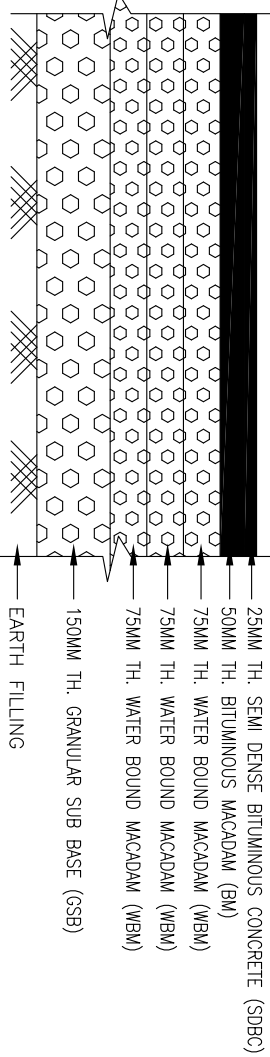 25MM TH. SEMI DENSE BITUMINOUS CONCRETE (SDBC)
50MM TH. BITUMINOUS MACADAM (BM)
75MM TH. WATER BOUND MACADAM (WBM)
75MM TH. WATER BOUND MACADAM (WBM)
75MM TH. WATER BOUND MACADAM (WBM)
150MM TH. GRANULAR SUB BASE (GSB)
EARTH FILLING